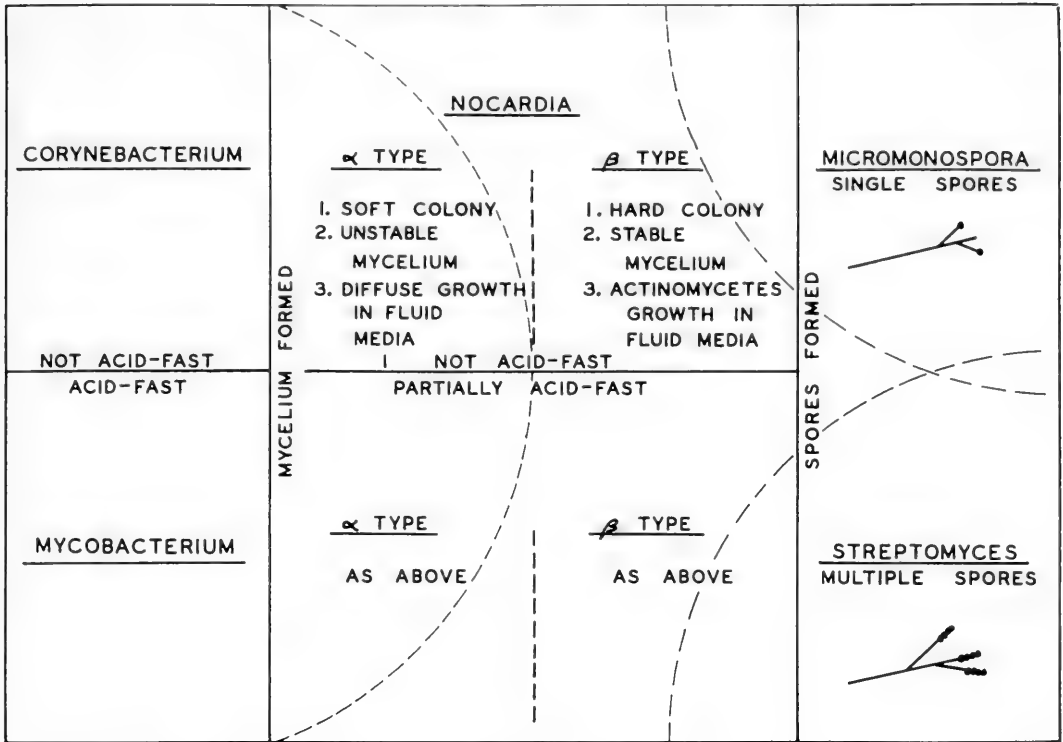 CORYNEBACTERIUM
NOT ACID-FAST
ACID-FAST
MYCOBACTERIUM
MYCELIUM FORMED
NOCARDIA
α TYPE
1. SOFT COLONY
2. UNSTABLE
MYCELIUM
3. DIFFUSE GROWTH
IN FLUID
MEDIA
β TYPE
1. HARD COLONY
2. STABLE
MYCELIUM
3. ACTINOMYCETES
GROWTH IN
FLUID MEDIA
NOT ACID-FAST
PARTIALLY ACID-FAST
α TYPE
AS ABOVE
β TYPE
AS ABOVE
SPORES FORMED
MICROMONOSPORA
SINGLE SPORES
STREPTOMYCES
MULTIPLE SPORES